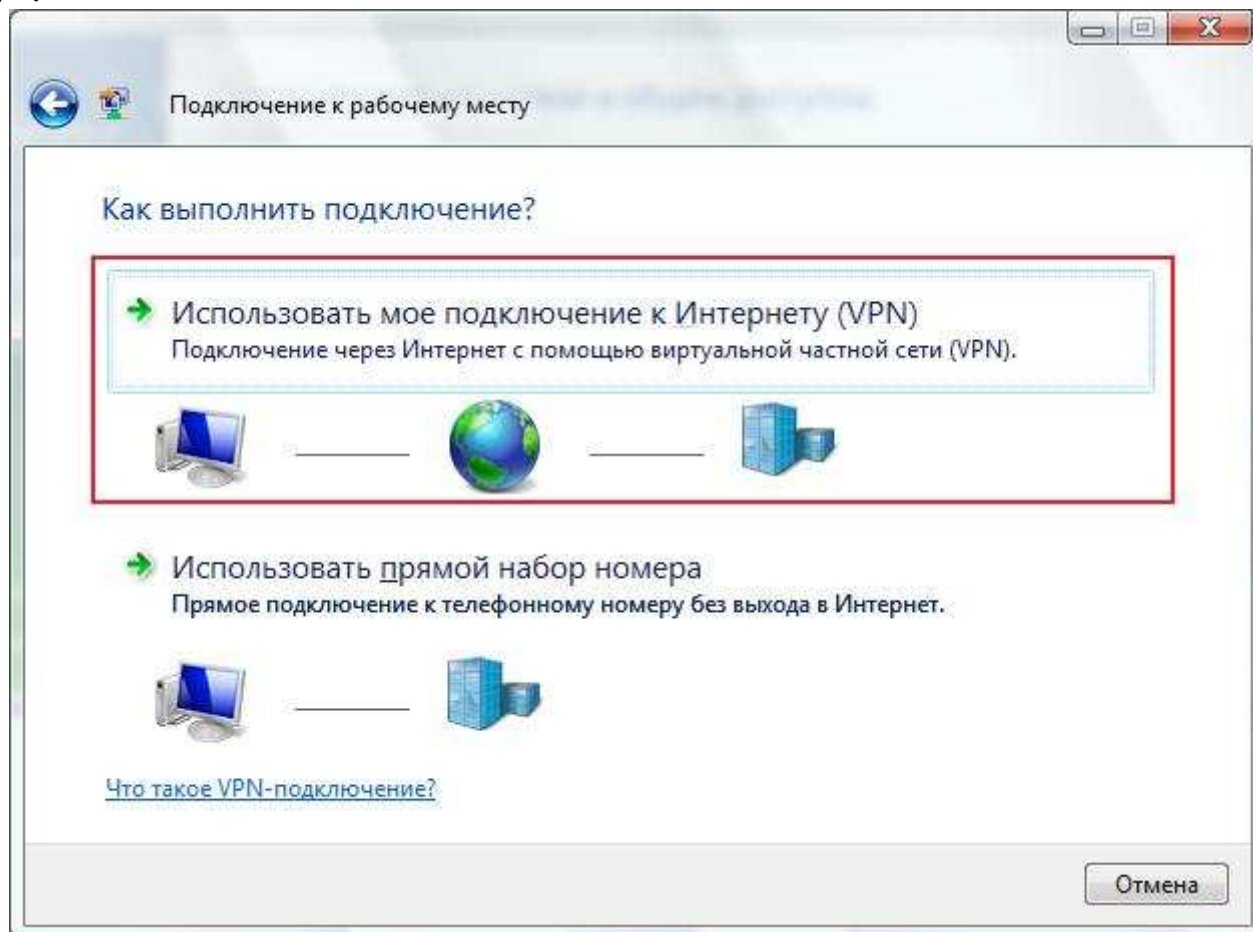 Подключение к рабочему месту
Как выполнить подключение?
Использовать мое подключение к Интернету (VPN)
Подключение через Интернет с помощью виртуальной частной сети (VPN).
Использовать прямой набор номера
Прямое подключение к телефонному номеру без выхода в Интернет.
Что такое VPN-подключение?
Отмена